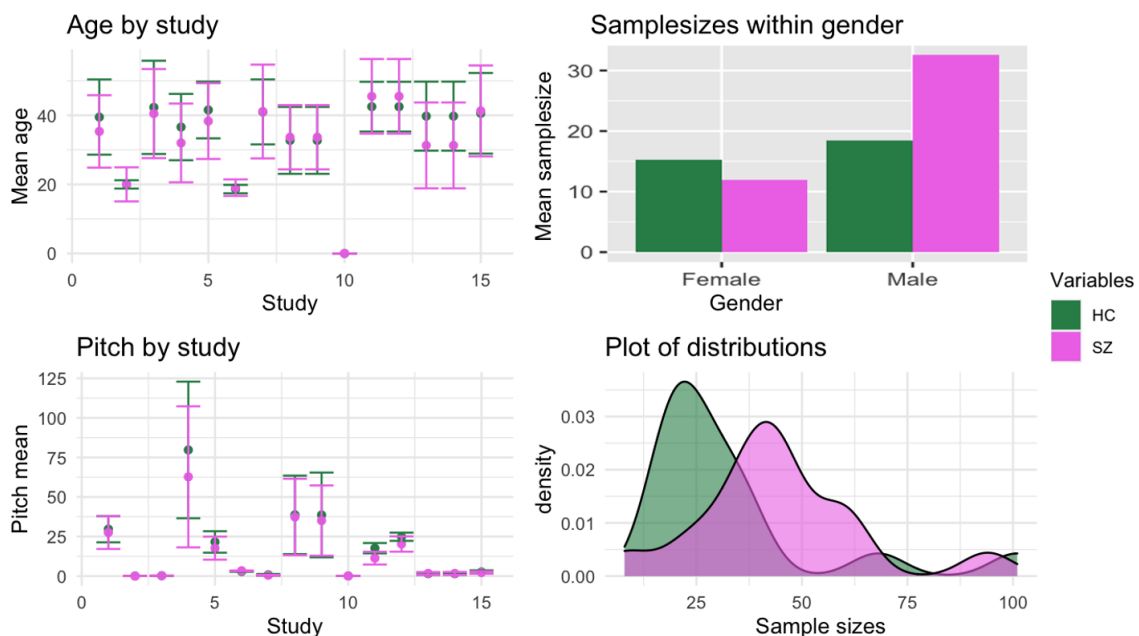 Age by study
Mean age
40
20
0
0
5
10
15
Study
Samplesizes within gender
Mean samplesize
30
20
10
0
Female
Male
Gender
Pitch by study
Pitch mean
125
100
75
50
25
0
0
5
10
15
Study
Plot of distributions
density
0.03
0.02
0.01
0.00
25
50
75
100
Sample sizes
Variables
HC
SZ